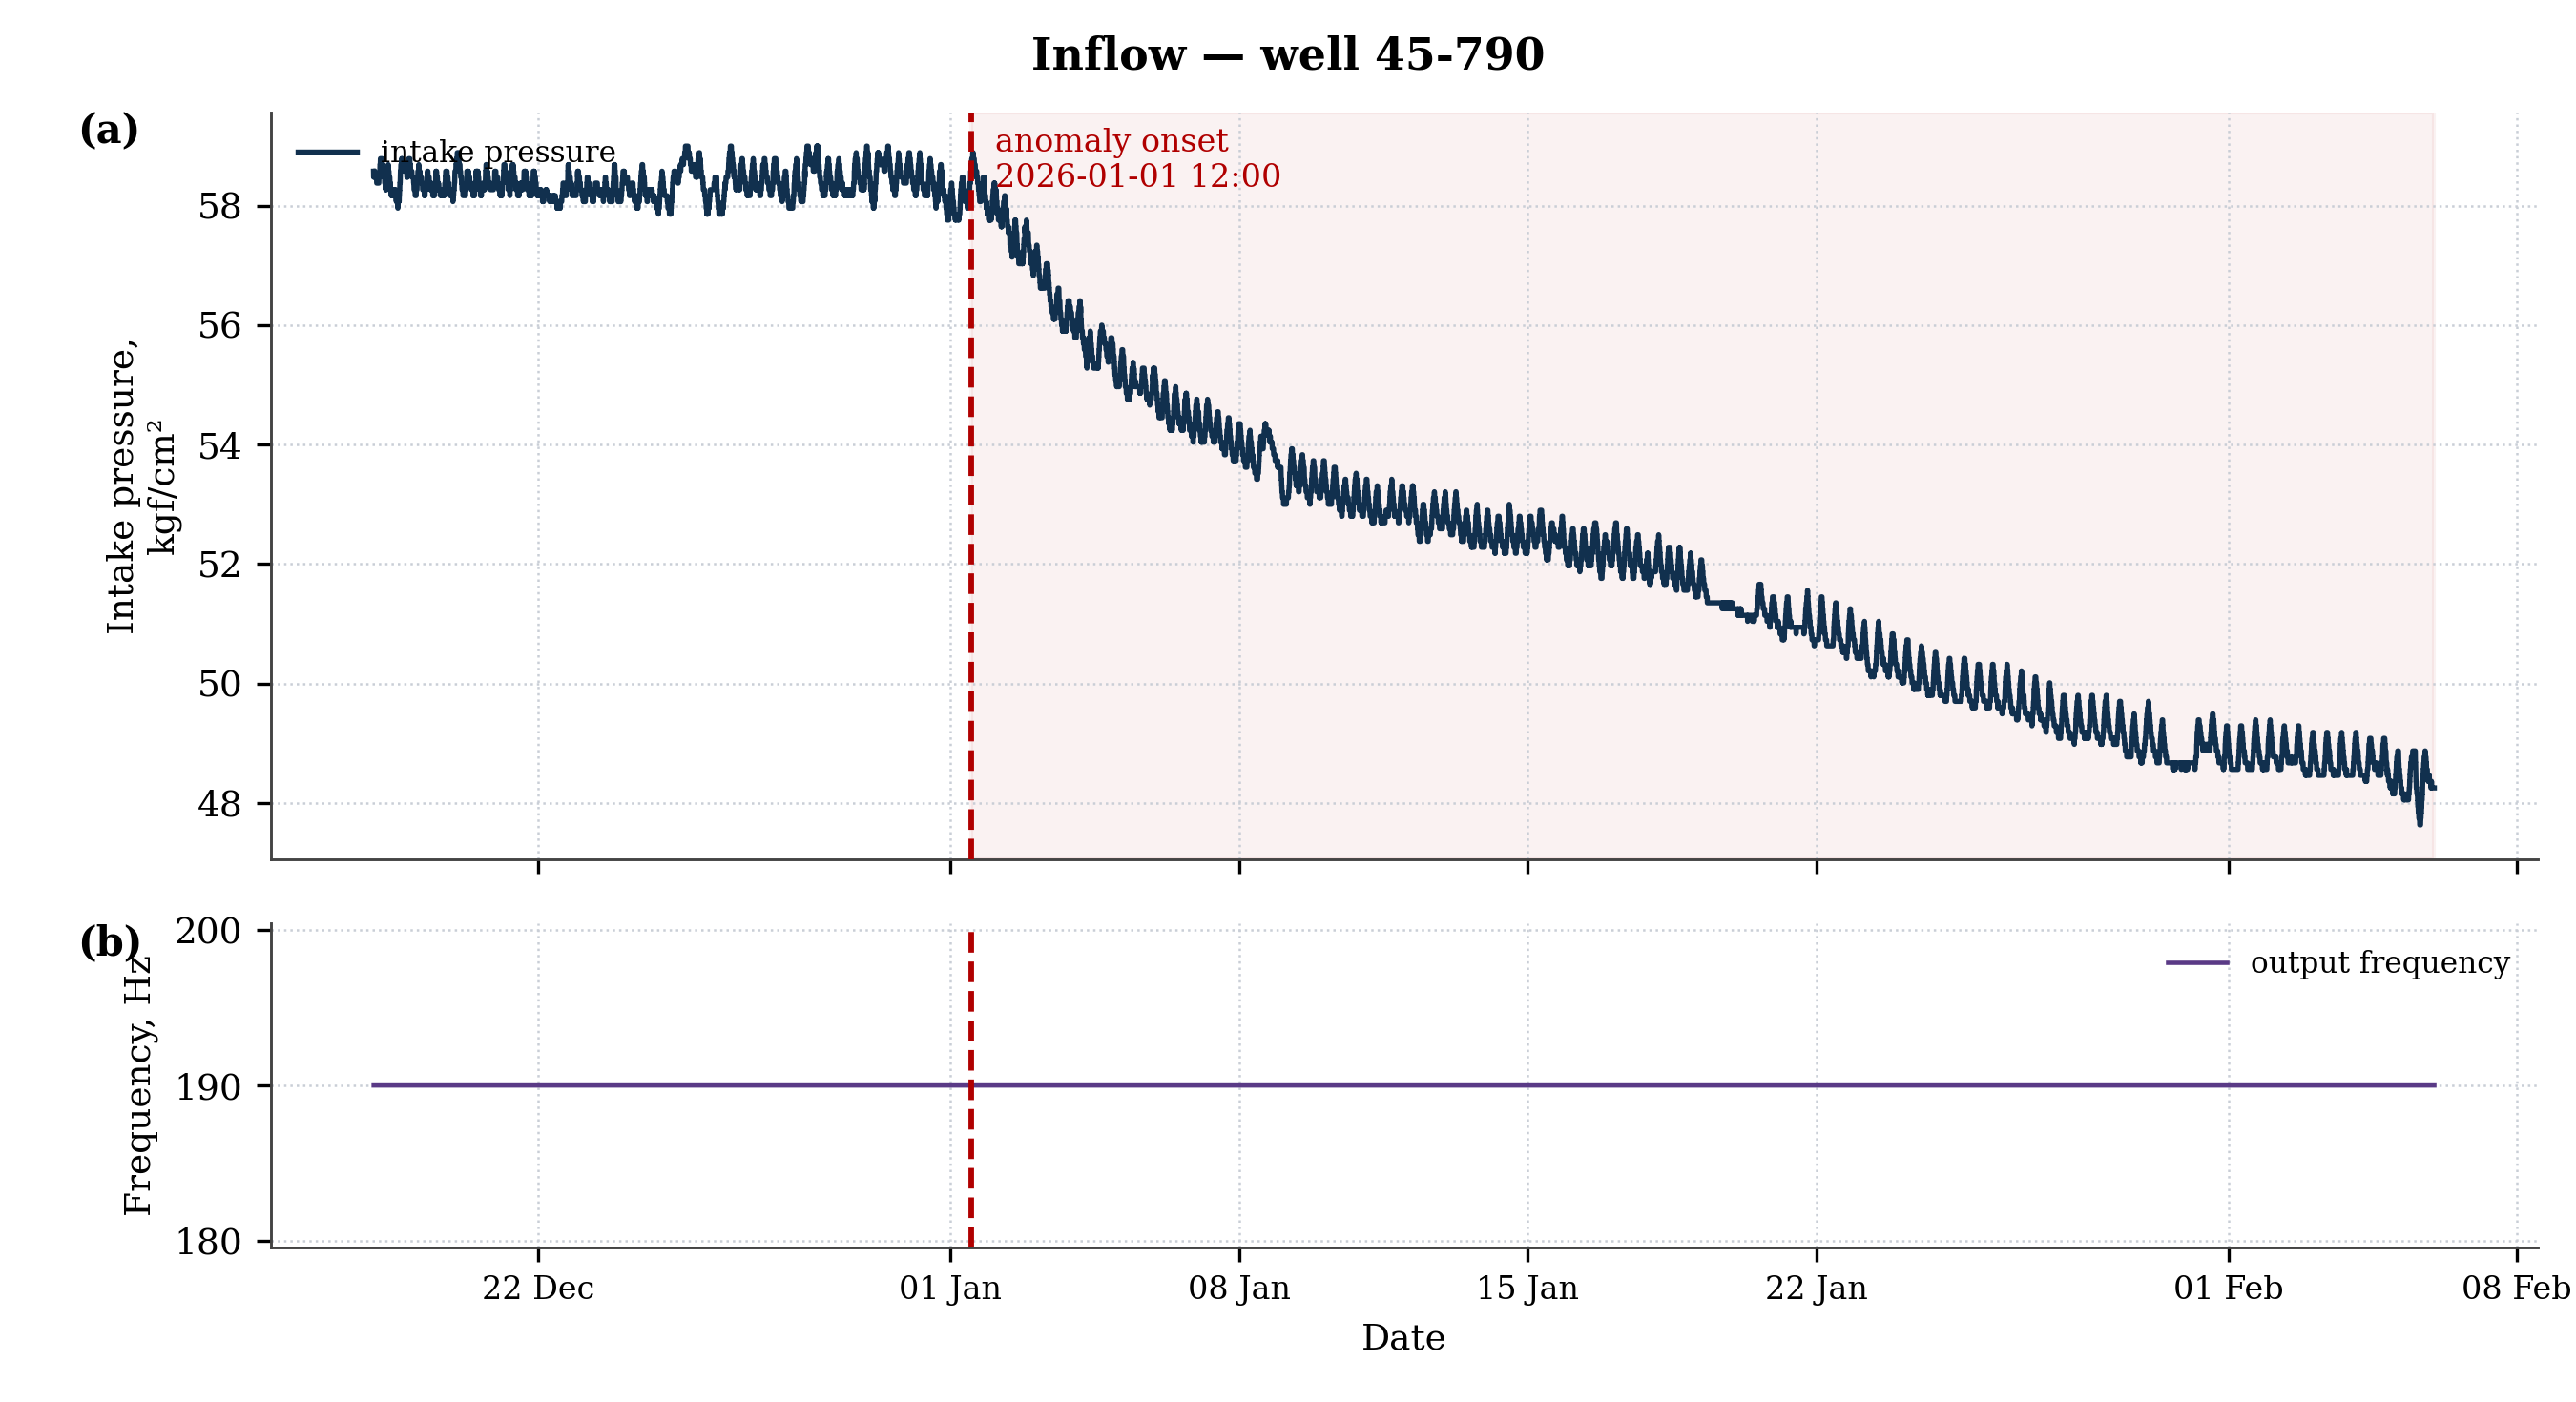 Inflow — well 45-790
(a)
intake pressure
anomaly onset
2026-01-01 12:00
Intake pressure,
kgf/cm²
58
56
54
52
50
48
(b)
Frequency, Hz
200
190
180
output frequency
22 Dec
01 Jan
08 Jan
15 Jan
22 Jan
01 Feb
08 Feb
Date